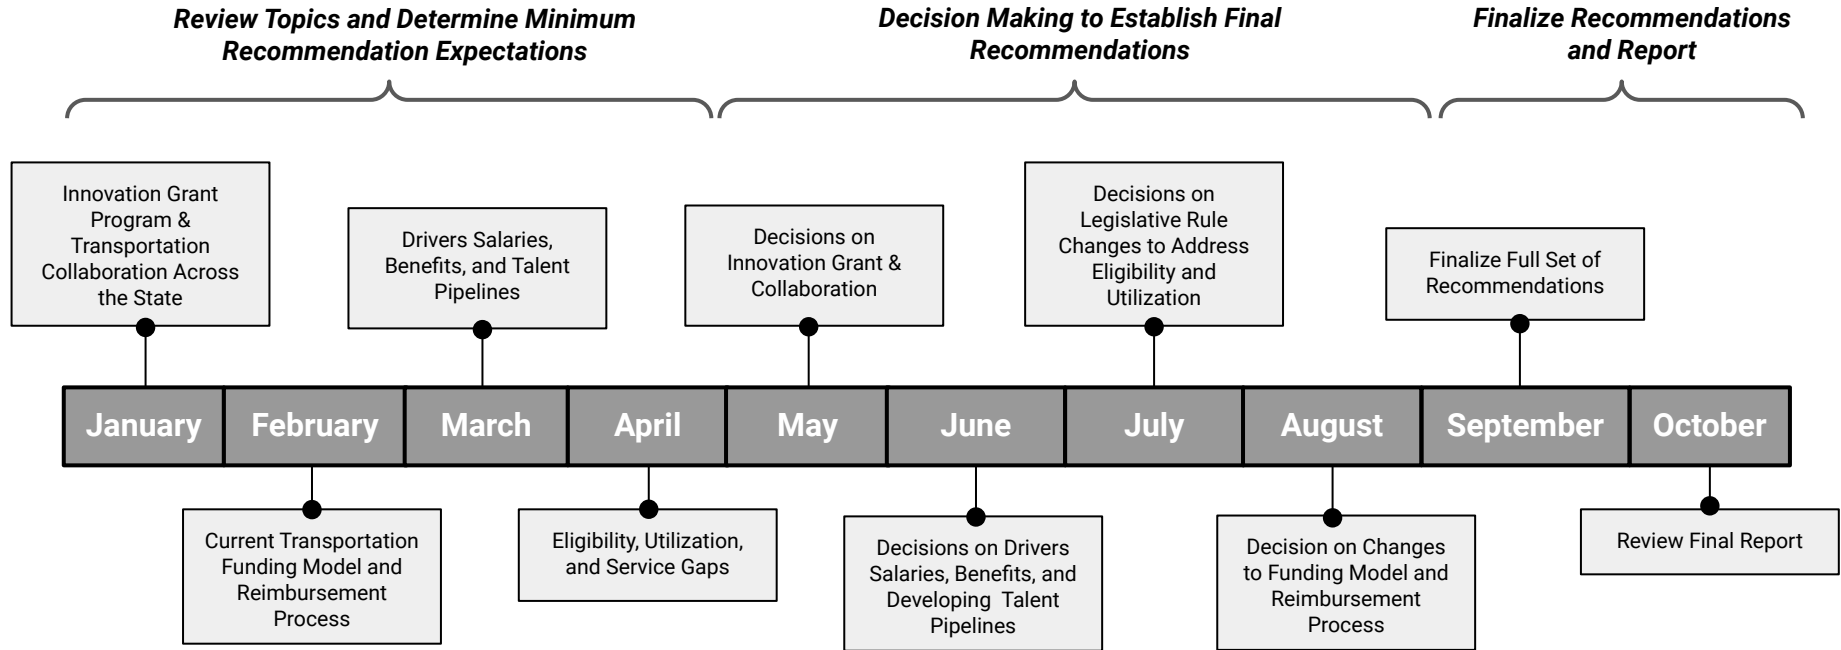 Review Topics and Determine Minimum
Recommendation Expectations
Decision Making to Establish Final
Recommendations
Finalize Recommendations
and Report
Innovation Grant
Program &
Transportation
Collaboration Across
the State
Drivers Salaries,
Benefits, and Talent
Pipelines
Decisions on
Innovation Grant &
Collaboration
Decisions on
Legislative Rule
Changes to Address
Eligibility and
Utilization
Finalize Full Set of
Recommendations
January
February
March
April
May
June
July
August
September
October
Current Transportation
Funding Model and
Reimbursement
Process
Eligibility, Utilization,
and Service Gaps
Decisions on Drivers
Salaries, Benefits, and
Developing Talent
Pipelines
Decision on Changes
to Funding Model and
Reimbursement
Process
Review Final Report